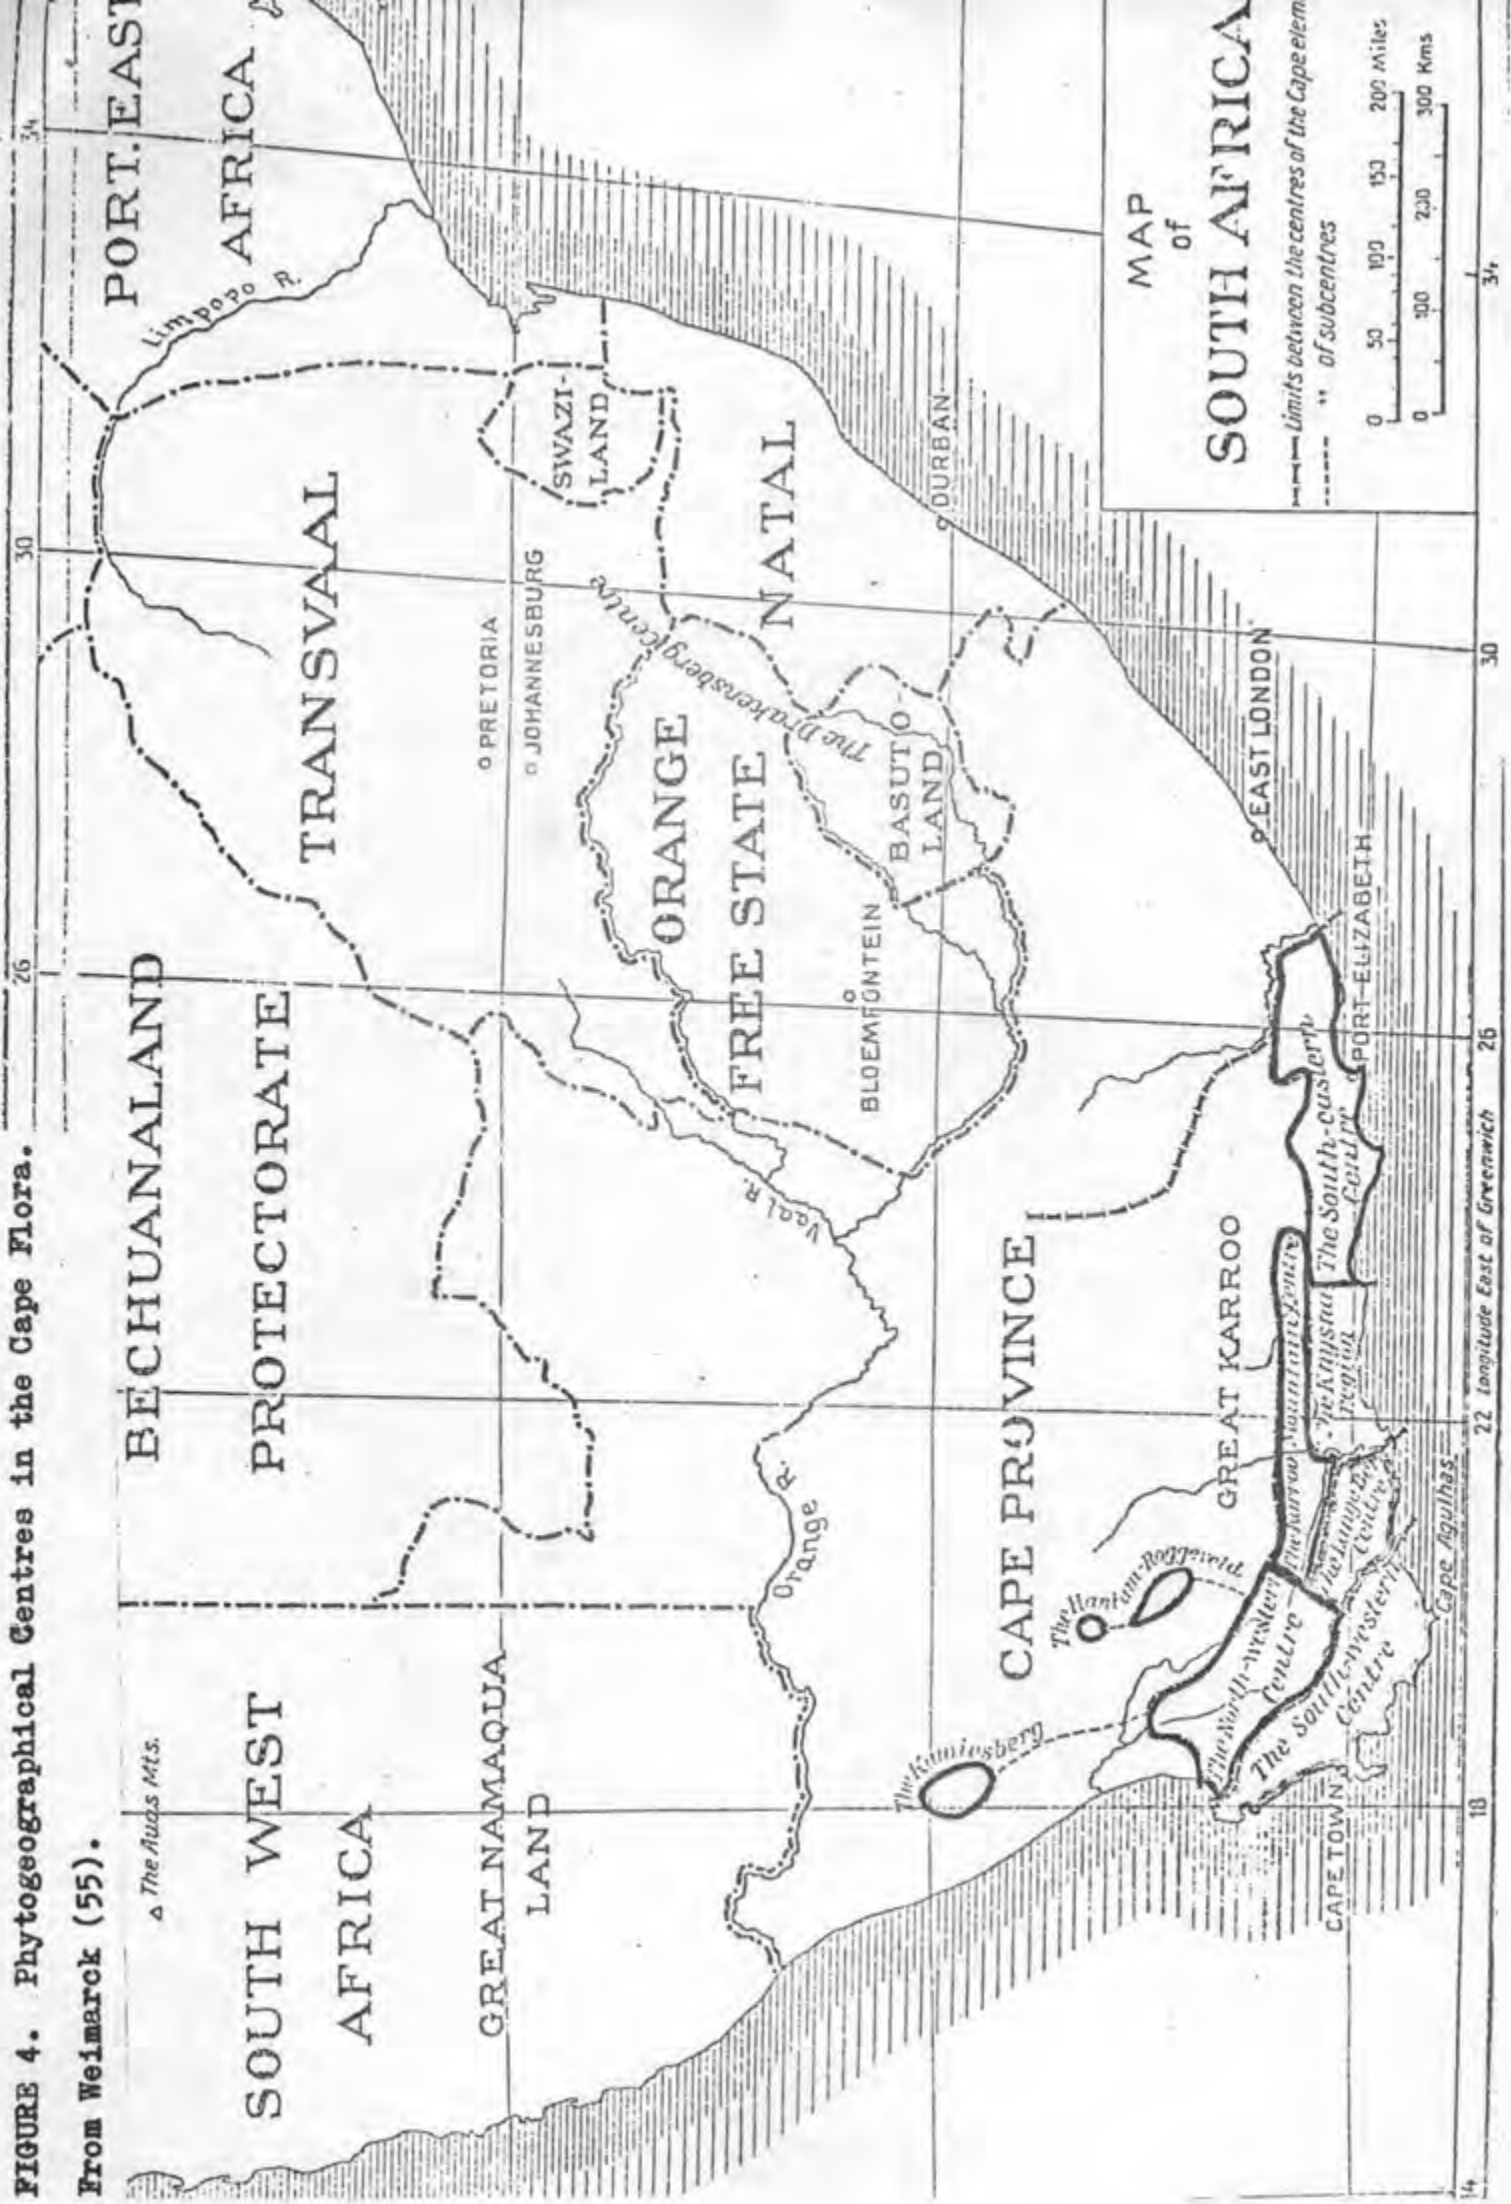 FIGURE 4. Phytogeographical Centres in the Cape Flora.
From Weimarck (55).
26
30
34
△ The Auas Mts.
BECHUANALAND
PROTECTORATE
PORT. EAST
AFRICA
Limpopo R.
SOUTH WEST
AFRICA
TRANSVAAL
GREAT NAMAQUA
LAND
PRETORIA
JOHANNESBURG
SWAZI-
LAND
The Drakensberg Centre
ORANGE
FREE STATE
NATAL
Vaal R.
Orange R.
BLOEMFONTEIN
BASUTO
LAND
DURBAN
The Kamiesberg
CAPE PROVINCE
The Hantam-Roggeveld
GREAT KARROO
EAST LONDON
The North-western
Centre
The Karroo Mountain Centre
The South-eastern
Centre
The Knysna
Region
The Langeberg
Centre
The South-western
Centre
CAPETOWN
PORT ELIZABETH
Cape Agulhas
MAP
of
SOUTH AFRICA
Limits between the centres of the Cape elem
" of subcentres
0 50 100 150 200 Miles
0 100 200 300 Kms
14
18
22
26
30
34
Longitude East of Greenwich